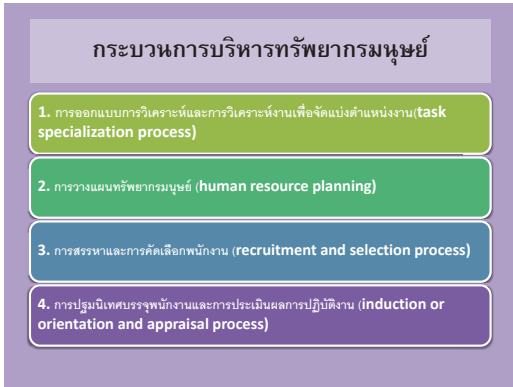 กระบวนการบริหารทรัพยากรมนุษย์
1. การออกแบบการวิเคราะห์และการวิเคราะห์งานเพื่อจัดแบ่งตำแหน่งงาน(task
specialization process)
2. การวางแผนทรัพยากรมนุษย์ (human resource planning)
3. การสรรหาและการคัดเลือกพนักงาน (recruitment and selection process)
4. การปฐมนิเทศบรรจุพนักงานและการประเมินผลการปฏิบัติงาน (induction or
orientation and appraisal process)